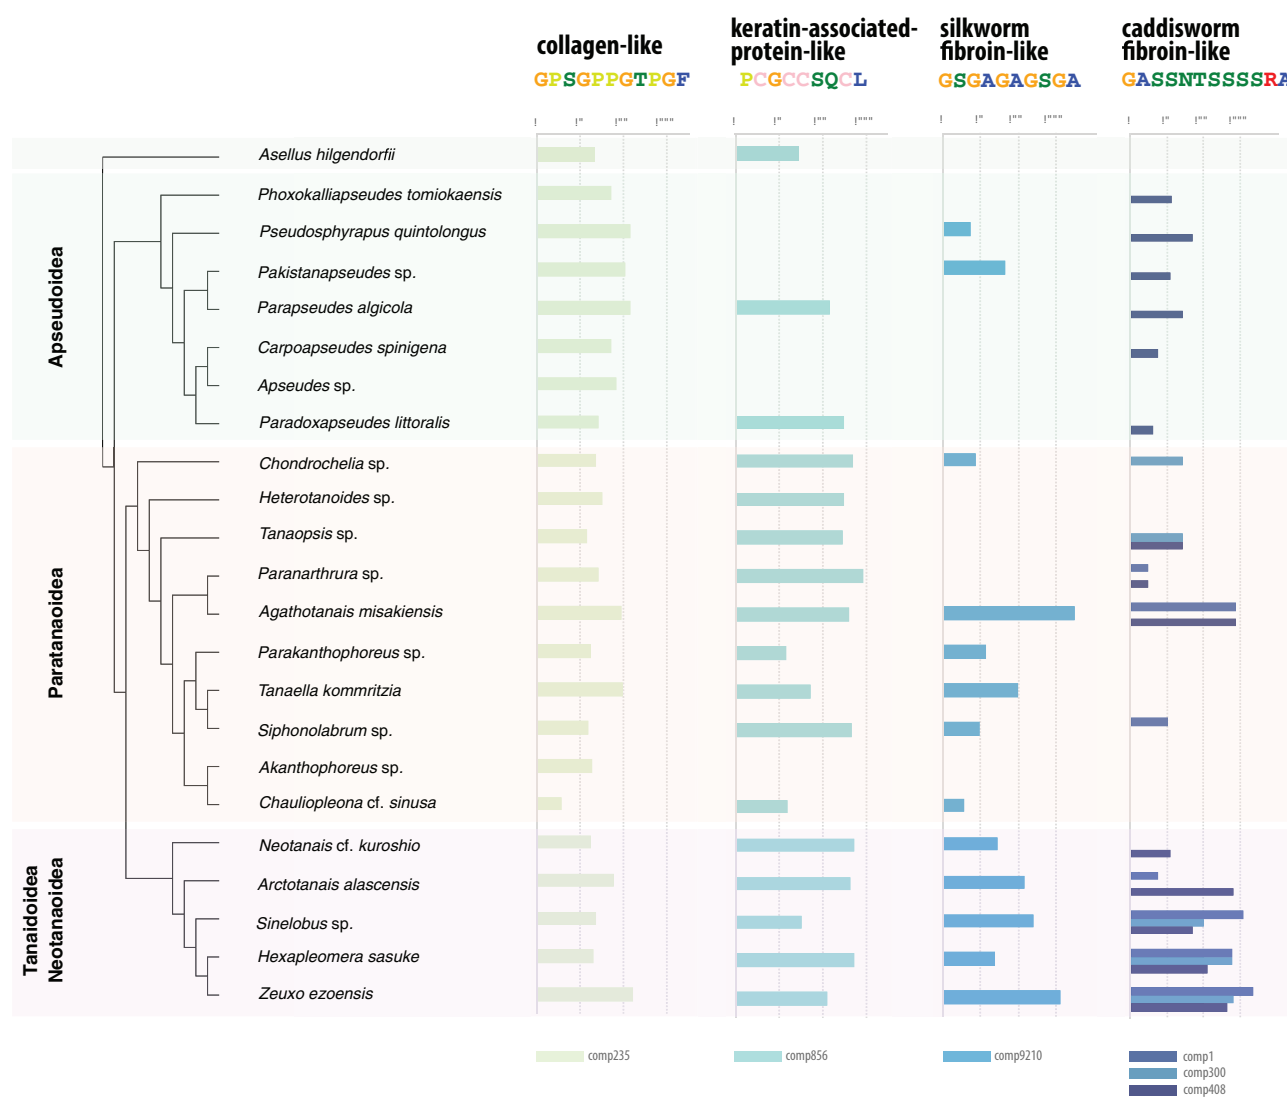 collagen-like
keratin-associated-
protein-like
silkworm
fibroin-like
caddisworm
fibroin-like
GPSGPPGTPGF
PCGCCSQCL
GSGAGAGSGA
GASSNTSSSSRA
! !" !"" !"""
! !" !"" !"""
! !" !"" !"""
! !" !"" !"""
Asellus hilgendorfii
Apseudoidea
Phoxokalliapseudes tomiokaensis
Pseudosphyrapus quintolongus
Pakistanapseudes sp.
Parapseudes algicola
Carpoapseudes spinigena
Apseudes sp.
Paradoxapseudes littoralis
Paratanaoidea
Chondrochelia sp.
Heterotanoides sp.
Tanaopsis sp.
Paranarthrura sp.
Agathotanais misakiensis
Parakanthophoreus sp.
Tanaella kommritzia
Siphonolabrum sp.
Akanthophoreus sp.
Chauliopleona cf. sinusa
Tanaidoidea
Neotanaoidea
Neotanais cf. kuroshio
Arctotanais alascensis
Sinelobus sp.
Hexapleomera sasuke
Zeuxo ezoensis
comp235
comp856
comp9210
comp1
comp300
comp408